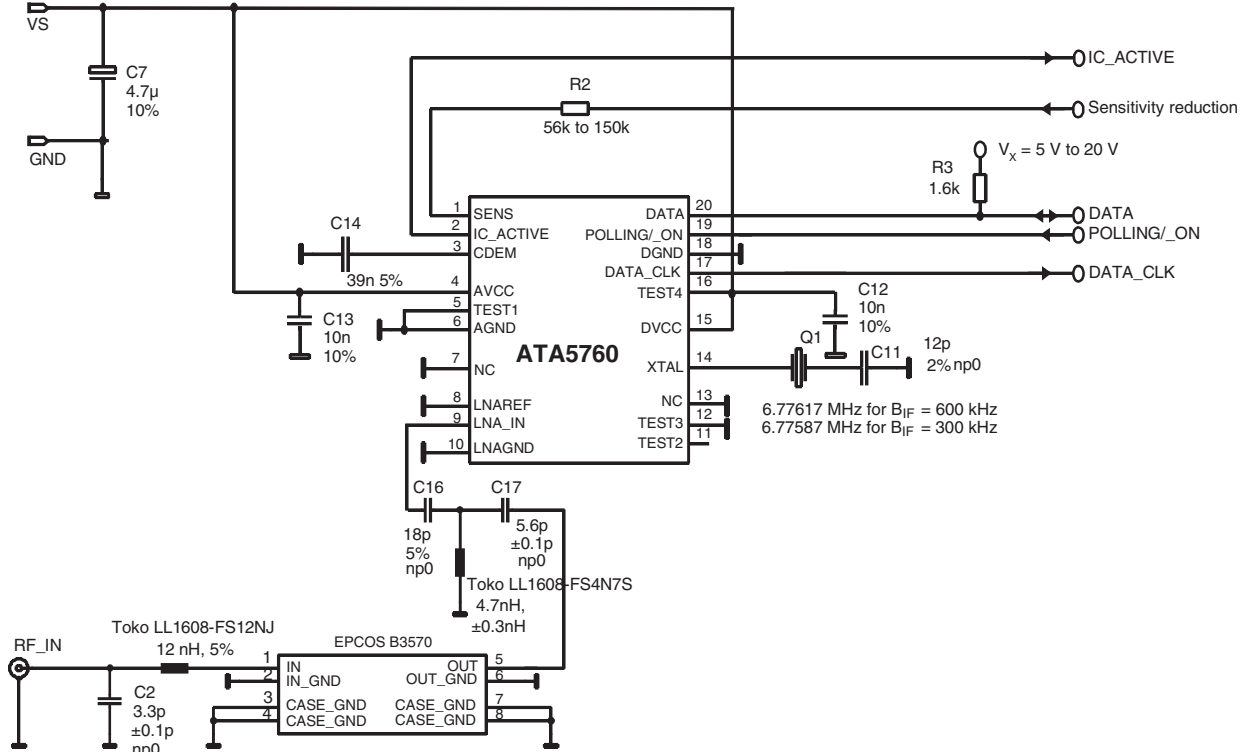 VS
C7
4.7µ
10%
GND
IC_ACTIVE
R2
56k to 150k
Sensitivity reduction
VX = 5 V to 20 V
R3
1.6k
DATA
POLLING/_ON
DATA_CLK
C14
39n 5%
C13
10n
10%
1 SENS
2 IC_ACTIVE
3 CDEM
4 AVCC
5 TEST1
6 AGND
7 NC
8 LNAREF
9 LNA_IN
10 LNAGND
ATA5760
DATA 20
POLLING/_ON 19
DGND 18
DATA_CLK 17
TEST4 16
DVCC 15
XTAL 14
NC 13
TEST3 12
TEST2 11
C12
10n
10%
Q1
C11
12p
2% np0
6.77617 MHz for BIF = 600 kHz
6.77587 MHz for BIF = 300 kHz
C16
18p
5%
np0
C17
5.6p
±0.1p
np0
Toko LL1608-FS4N7S
4.7nH,
±0.3nH
RF_IN
Toko LL1608-FS12NJ
12 nH, 5%
C2
3.3p
±0.1p
np0
EPCOS B3570
1 IN
2 IN_GND
3 CASE_GND
4 CASE_GND
OUT 5
OUT_GND 6
CASE_GND 7
CASE_GND 8